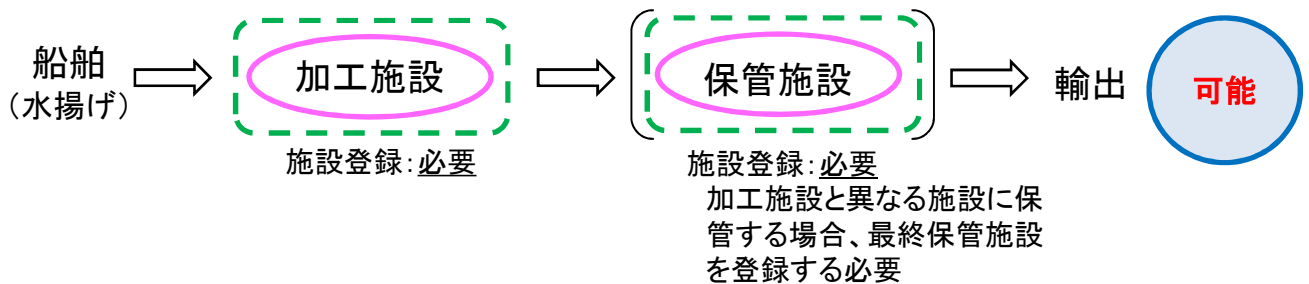 船舶
（水揚げ）
加工施設
保管施設
輸出
可能
施設登録：必要
施設登録：必要
加工施設と異なる施設に保
管する場合、最終保管施設
を登録する必要